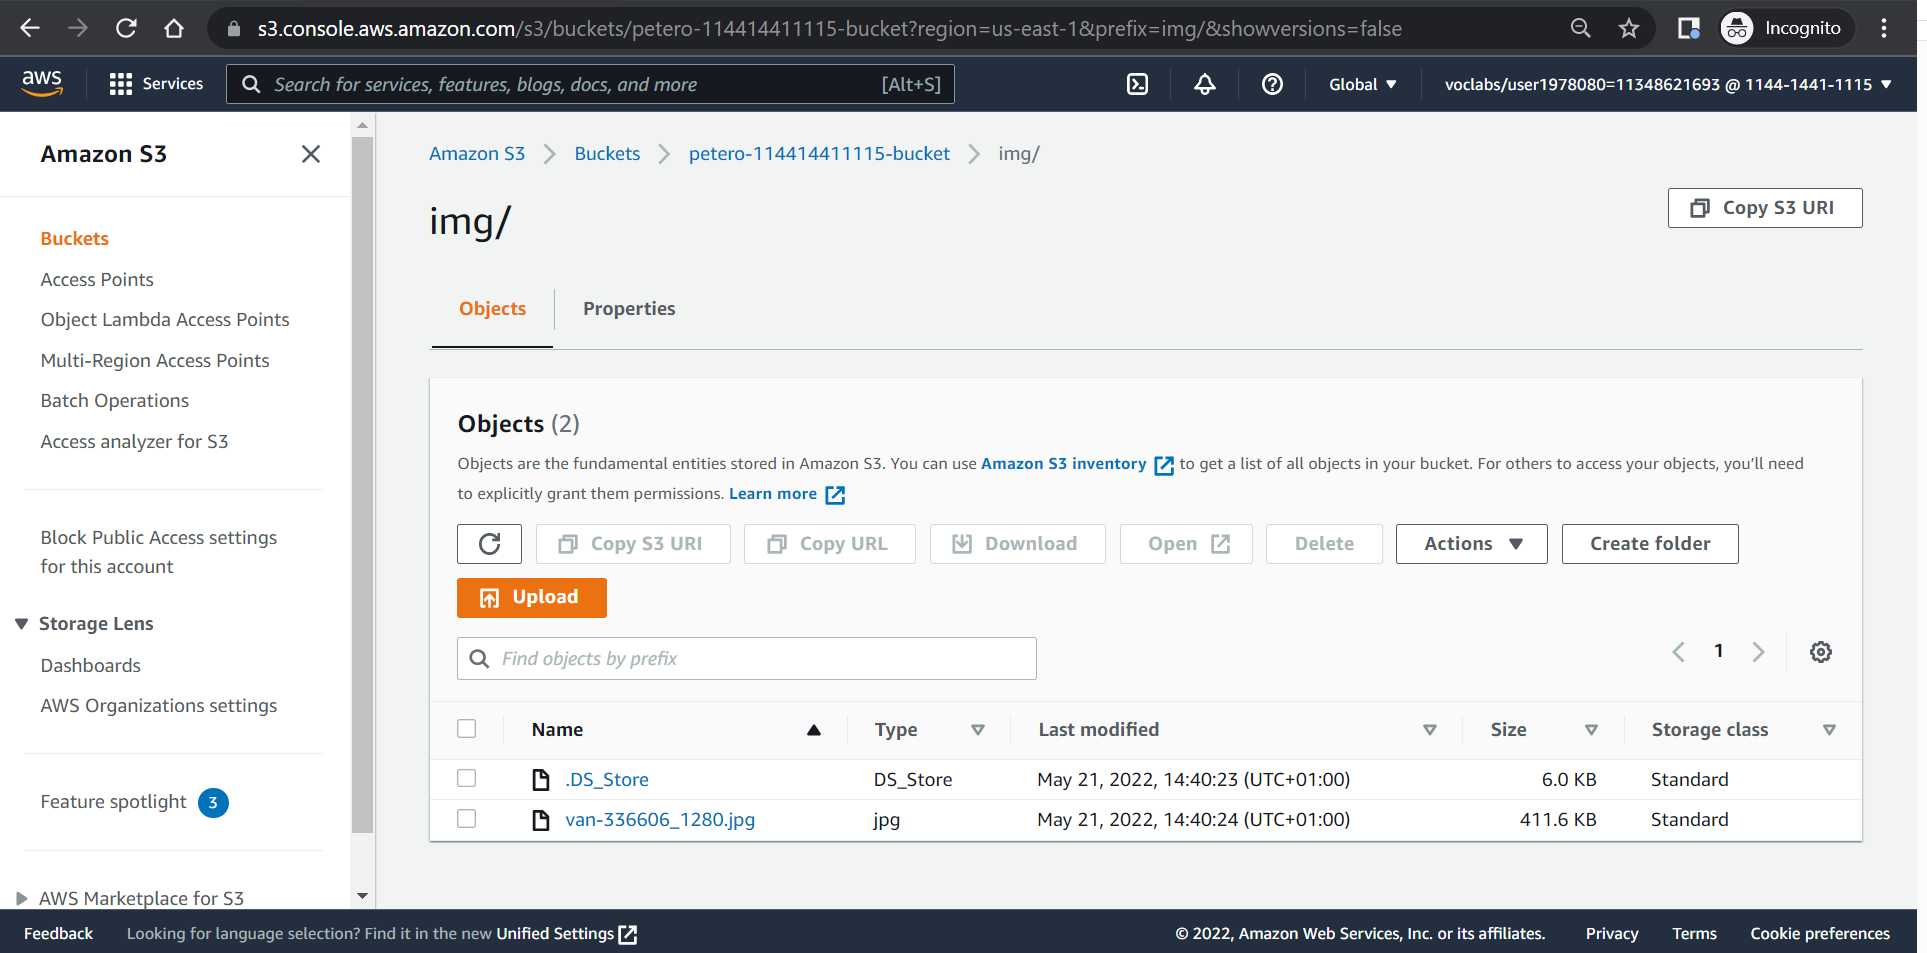 s3.console.aws.amazon.com/s3/buckets/petero-114414411115-bucket?region=us-east-1&prefix=img/&showversions=false
Incognito
aws
Services
Search for services, features, blogs, docs, and more
[Alt+S]
Global
voclabs/user1978080=11348621693 @ 1144-1441-1115
Amazon S3
Buckets
Access Points
Object Lambda Access Points
Multi-Region Access Points
Batch Operations
Access analyzer for S3
Block Public Access settings
for this account
Storage Lens
Dashboards
AWS Organizations settings
Feature spotlight 3
AWS Marketplace for S3
Amazon S3 Buckets petero-114414411115-bucket img/
img/
Copy S3 URI
Objects Properties
Objects (2)
Objects are the fundamental entities stored in Amazon S3. You can use Amazon S3 inventory to get a list of all objects in your bucket. For others to access your objects, you'll need
to explicitly grant them permissions. Learn more
Copy S3 URI Copy URL Download Open Delete Actions Create folder
Upload
Find objects by prefix
1
Name Type Last modified Size Storage class
.DS_Store DS_Store May 21, 2022, 14:40:23 (UTC+01:00) 6.0 KB Standard
van-336606_1280.jpg jpg May 21, 2022, 14:40:24 (UTC+01:00) 411.6 KB Standard
Feedback Looking for language selection? Find it in the new Unified Settings © 2022, Amazon Web Services, Inc. or its affiliates. Privacy Terms Cookie preferences